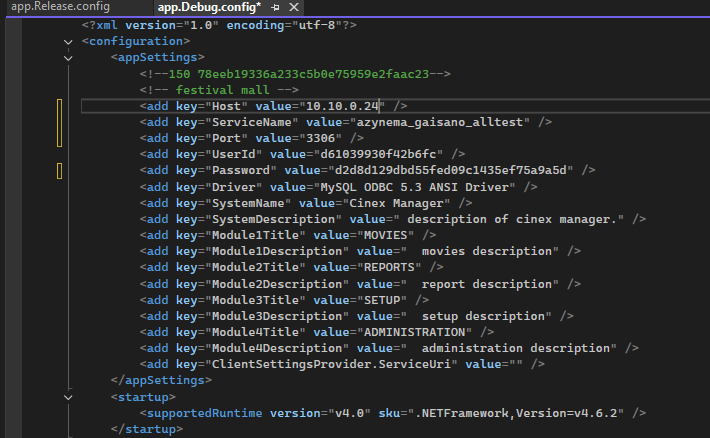 app.Release.config app.Debug.config*
<?xml version="1.0" encoding="utf-8"?>
<configuration>
<appSettings>
<!--150 78eeb19336a233c5b0e75959e2faac23-->
<!-- festival mall -->
<add key="Host" value="10.10.0.24" />
<add key="ServiceName" value="azynema_gaisano_alltest" />
<add key="Port" value="3306" />
<add key="UserId" value="d61039930f42b6fc" />
<add key="Password" value="d2d8d129dbd55fed09c1435ef75a9a5d" />
<add key="Driver" value="MySQL ODBC 5.3 ANSI Driver" />
<add key="SystemName" value="Cinex Manager" />
<add key="SystemDescription" value=" description of cinex manager." />
<add key="Module1Title" value="MOVIES" />
<add key="Module1Description" value="  movies description" />
<add key="Module2Title" value="REPORTS" />
<add key="Module2Description" value="  report description" />
<add key="Module3Title" value="SETUP" />
<add key="Module3Description" value="  setup description" />
<add key="Module4Title" value="ADMINISTRATION" />
<add key="Module4Description" value="  administration description" />
<add key="ClientSettingsProvider.ServiceUri" value="" />
</appSettings>
<startup>
<supportedRuntime version="v4.0" sku=".NETFramework,Version=v4.6.2" />
</startup>